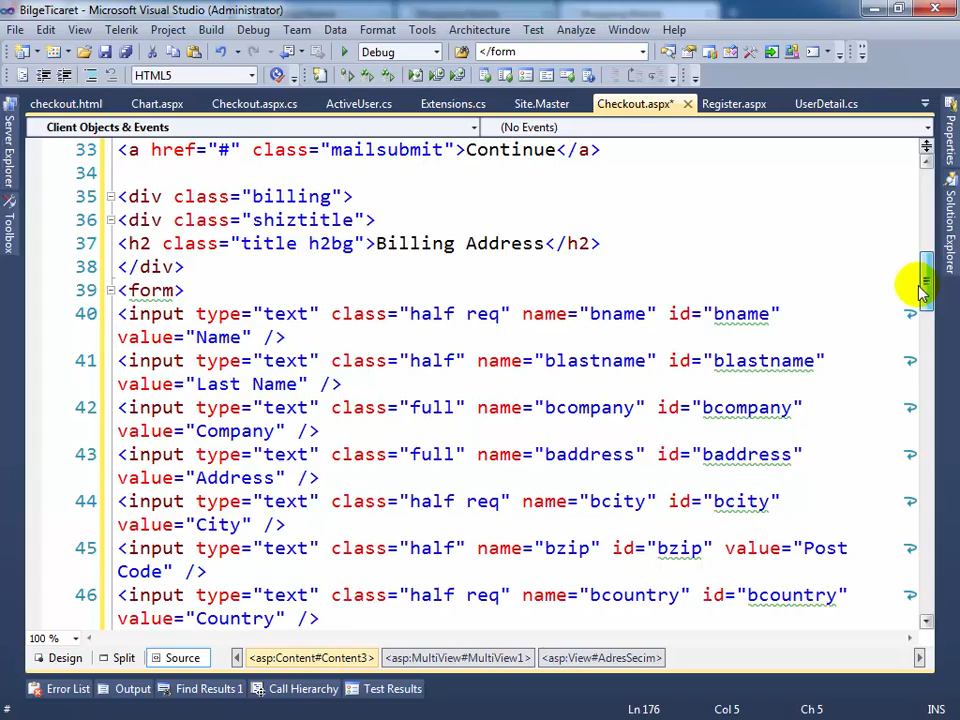 BilgeTicaret - Microsoft Visual Studio (Administrator)
File Edit View Telerik Project Build Debug Team Data Format Tools Architecture Test Analyze Window Help
Debug </form
HTML5
checkout.html Chart.aspx Checkout.aspx.cs ActiveUser.cs Extensions.cs Site.Master Checkout.aspx* Register.aspx UserDetail.cs
Client Objects & Events (No Events)
Server Explorer
Toolbox
Properties
Solution Explorer
33 <a href="#" class="mailsubmit">Continue</a>
34
35 <div class="billing">
36 <div class="shiztitle">
37 <h2 class="title h2bg">Billing Address</h2>
38 </div>
39 <form>
40 <input type="text" class="half req" name="bname" id="bname"
value="Name" />
41 <input type="text" class="half" name="blastname" id="blastname"
value="Last Name" />
42 <input type="text" class="full" name="bcompany" id="bcompany"
value="Company" />
43 <input type="text" class="full" name="baddress" id="baddress"
value="Address" />
44 <input type="text" class="half req" name="bcity" id="bcity"
value="City" />
45 <input type="text" class="half" name="bzip" id="bzip" value="Post
Code" />
46 <input type="text" class="half req" name="bcountry" id="bcountry"
value="Country" />
100 %
Design Split Source <asp:Content#Content3> <asp:MultiView#MultiView1> <asp:View#AdresSecim>
Error List Output Find Results 1 Call Hierarchy Test Results
# Ln 176 Col 5 Ch 5 INS